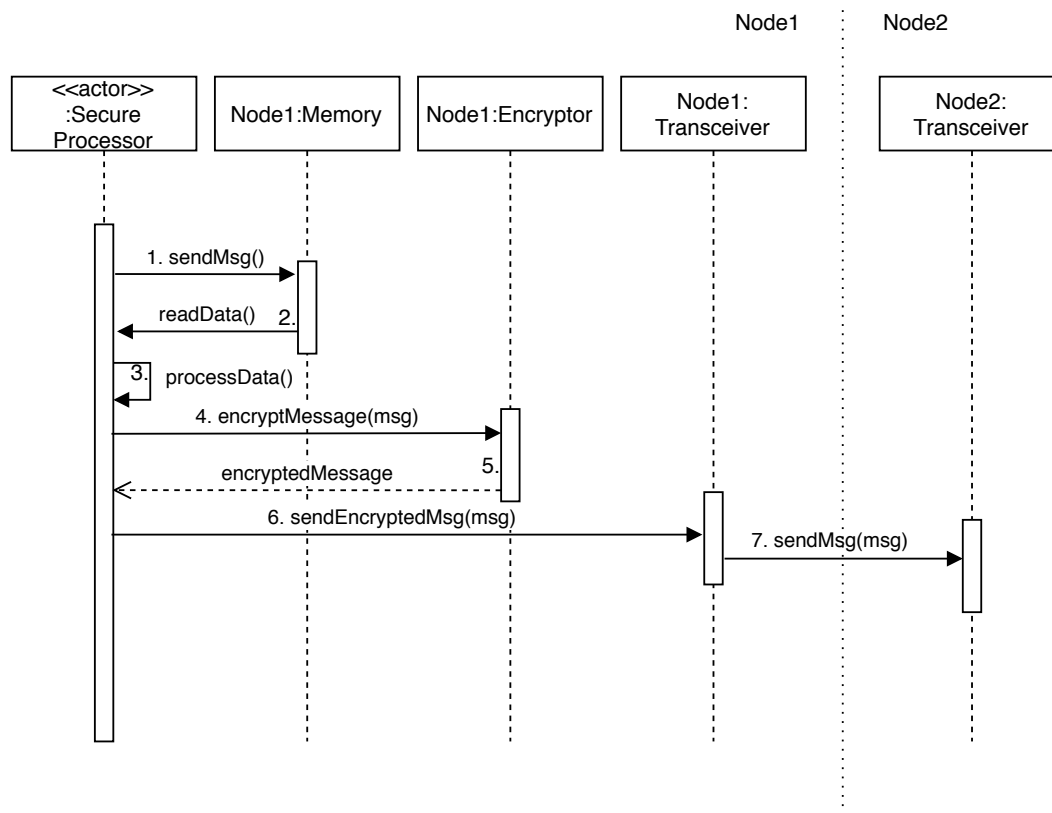 Node1
Node2
<<actor>>
:Secure
Processor
Node1:Memory
Node1:Encryptor
Node1:
Transceiver
Node2:
Transceiver
1. sendMsg()
readData()
2.
3.
processData()
4. encryptMessage(msg)
5.
encryptedMessage
6. sendEncryptedMsg(msg)
7. sendMsg(msg)